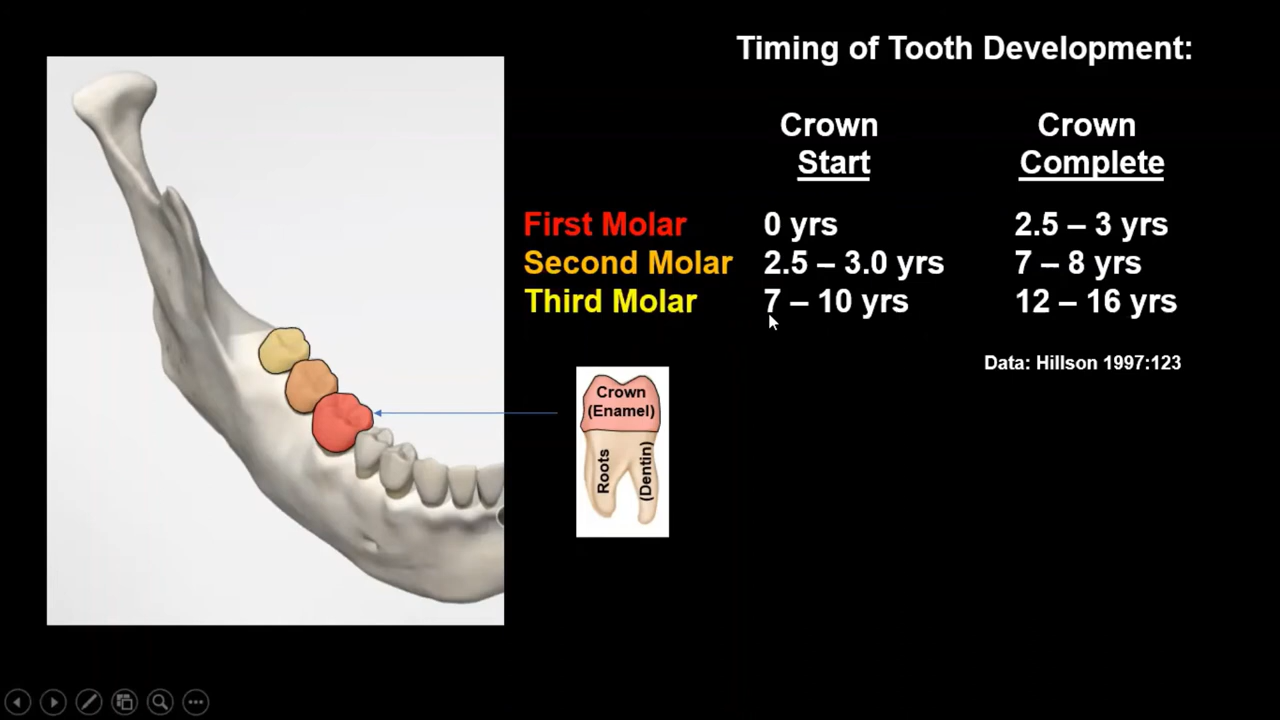 Timing of Tooth Development:
Crown Start
Crown Complete
First Molar 0 yrs 2.5 – 3 yrs
Second Molar 2.5 – 3.0 yrs 7 – 8 yrs
Third Molar 7 – 10 yrs 12 – 16 yrs
Data: Hillson 1997:123
Crown
(Enamel)
Roots
(Dentin)